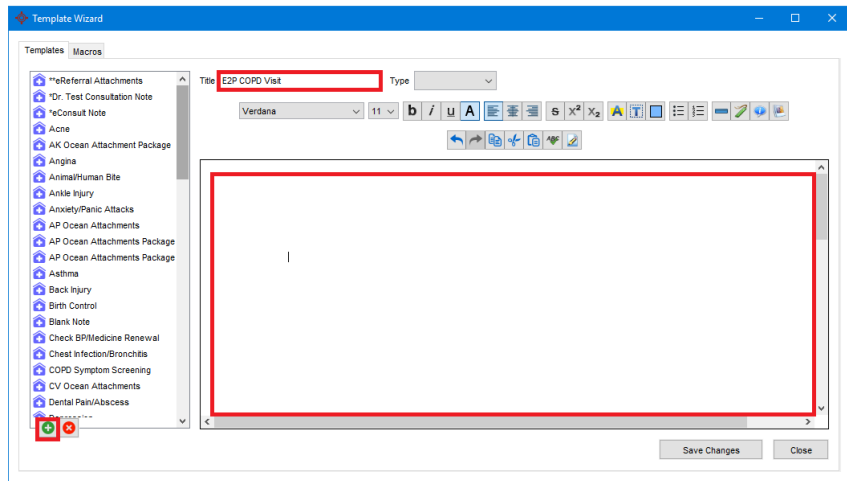 Template Wizard
Templates Macros
**eReferral Attachments
*Dr. Test Consultation Note
*eConsult Note
Acne
AK Ocean Attachment Package
Angina
Animal/Human Bite
Ankle Injury
Anxiety/Panic Attacks
AP Ocean Attachments
AP Ocean Attachments Package
AP Ocean Attachments Package
Asthma
Back Injury
Birth Control
Blank Note
Check BP/Medicine Renewal
Chest Infection/Bronchitis
COPD Symptom Screening
CV Ocean Attachments
Dental Pain/Abscess
Title E2P COPD Visit Type
Verdana 11 b i u A S X² X₂ A T
ABC
Save Changes Close